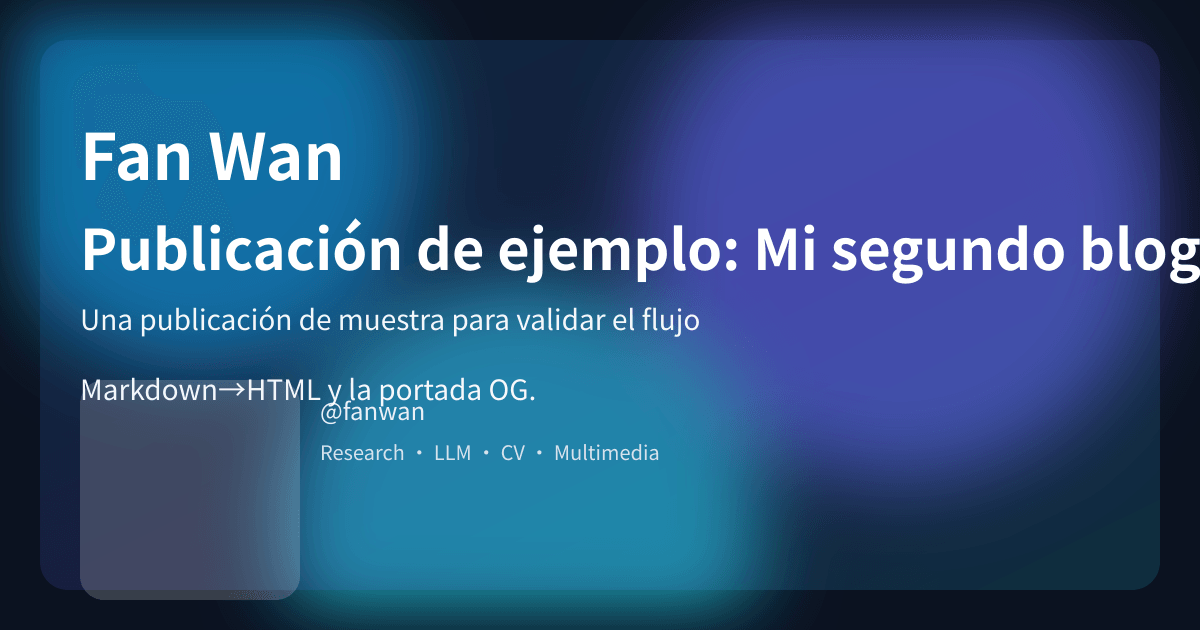 Fan Wan
Publicación de ejemplo: Mi segundo blog
Una publicación de muestra para validar el flujo
Markdown→HTML y la portada OG.
@fanwan
Research · LLM · CV · Multimedia